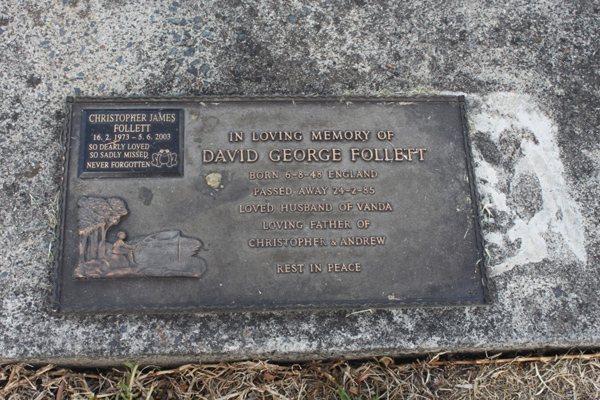 CHRISTOPHER JAMES
FOLLETT
16. 2. 1973 - 5. 6. 2003
SO DEARLY LOVED
SO SADLY MISSED
NEVER FORGOTTEN
IN LOVING MEMORY OF
DAVID GEORGE FOLLETT
BORN 6-8-48 ENGLAND
PASSED AWAY 24-2-85
LOVED HUSBAND OF VANDA
LOVING FATHER OF
CHRISTOPHER & ANDREW
REST IN PEACE